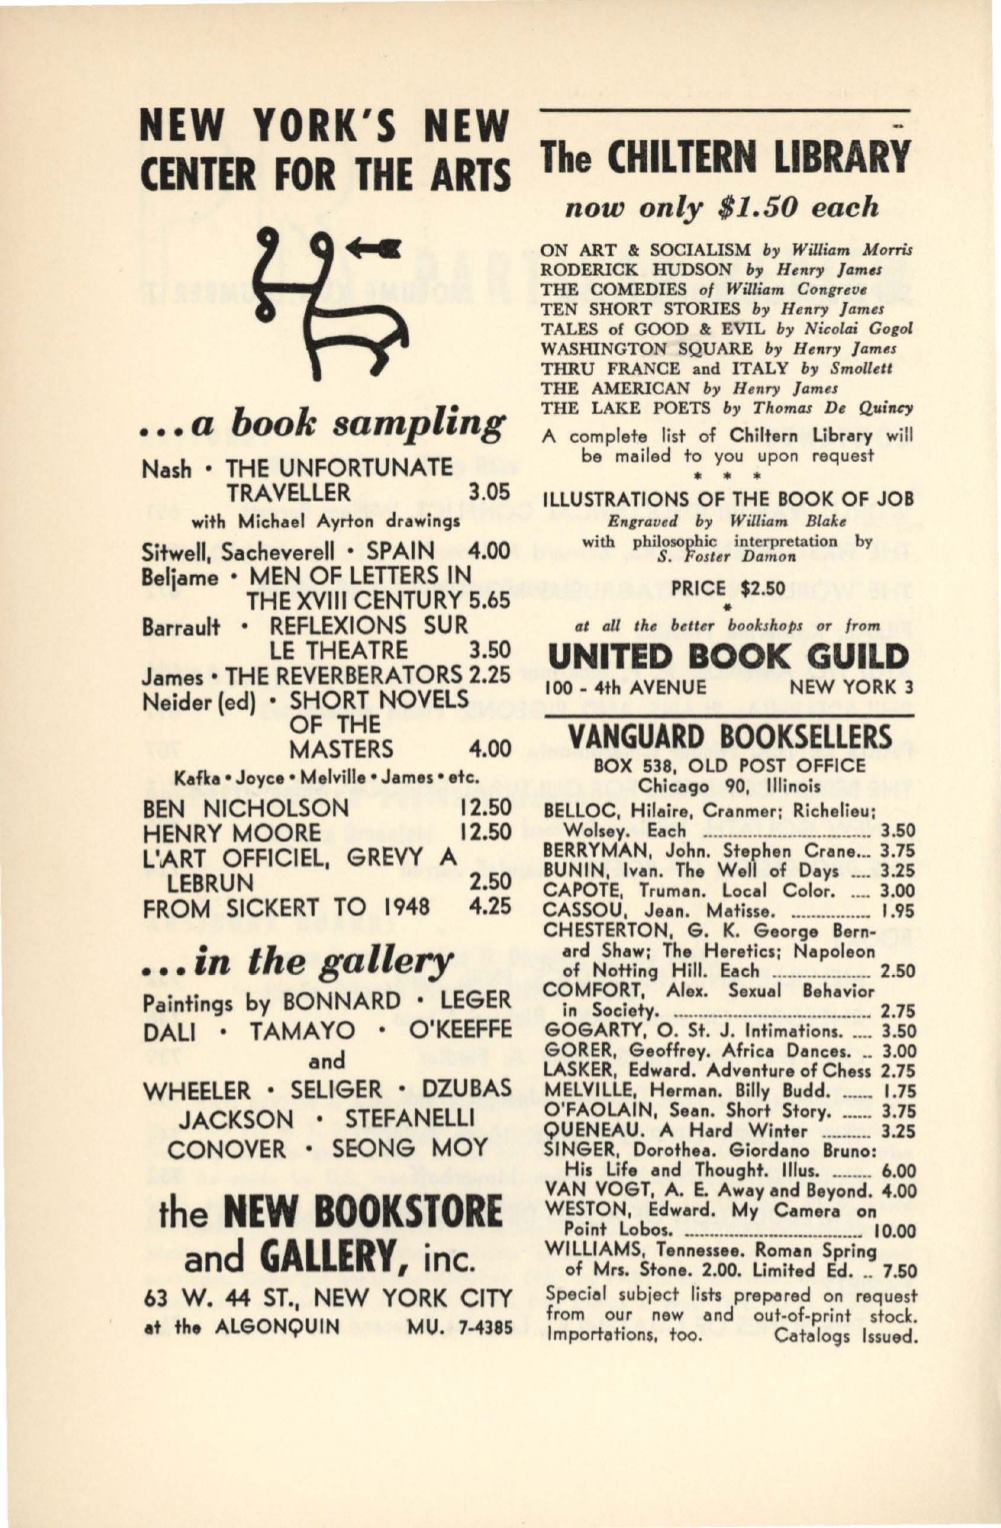 NEW YORK'S NEW
CENTER FOR THE ARTS
...a book sampling
Nash • THE UNFORTUNATE
TRAVELLER 3.05
with Michael Ayrton drawings
Sitwell, Sacheverell • SPAIN 4.00
Beljame • MEN OF LETTERS IN
THE XVIII CENTURY 5.65
Barrault • REFLEXIONS SUR
LE THEATRE 3.50
James • THE REVERBERATORS 2.25
Neider (ed) • SHORT NOVELS
OF THE
MASTERS 4.00
Kafka • Joyce • Melville • James • etc.
BEN NICHOLSON 12.50
HENRY MOORE 12.50
L'ART OFFICIEL, GREVY A
LEBRUN 2.50
FROM SICKERT TO 1948 4.25
...in the gallery
Paintings by BONNARD • LEGER
DALI • TAMAYO • O'KEEFFE
and
WHEELER • SELIGER • DZUBAS
JACKSON • STEFANELLI
CONOVER • SEONG MOY
the NEW BOOKSTORE
and GALLERY, inc.
63 W. 44 ST., NEW YORK CITY
at the ALGONQUIN MU. 7-4385
The CHILTERN LIBRARY
now only $1.50 each
ON ART & SOCIALISM by William Morris
RODERICK HUDSON by Henry James
THE COMEDIES of William Congreve
TEN SHORT STORIES by Henry James
TALES of GOOD & EVIL by Nicolai Gogol
WASHINGTON SQUARE by Henry James
THRU FRANCE and ITALY by Smollett
THE AMERICAN by Henry James
THE LAKE POETS by Thomas De Quincy
A complete list of Chiltern Library will
be mailed to you upon request
* * *
ILLUSTRATIONS OF THE BOOK OF JOB
Engraved by William Blake
with philosophic interpretation by
S. Foster Damon
PRICE $2.50
*
at all the better bookshops or from
UNITED BOOK GUILD
100 - 4th AVENUE NEW YORK 3
VANGUARD BOOKSELLERS
BOX 538, OLD POST OFFICE
Chicago 90, Illinois
BELLOC, Hilaire, Cranmer; Richelieu;
Wolsey. Each ........ 3.50
BERRYMAN, John. Stephen Crane... 3.75
BUNIN, Ivan. The Well of Days .... 3.25
CAPOTE, Truman. Local Color. .... 3.00
CASSOU, Jean. Matisse. ........ 1.95
CHESTERTON, G. K. George Bern-
ard Shaw; The Heretics; Napoleon
of Notting Hill. Each ........ 2.50
COMFORT, Alex. Sexual Behavior
in Society. ........ 2.75
GOGARTY, O. St. J. Intimations. .... 3.50
GORER, Geoffrey. Africa Dances. .. 3.00
LASKER, Edward. Adventure of Chess 2.75
MELVILLE, Herman. Billy Budd. ...... 1.75
O'FAOLAIN, Sean. Short Story. ...... 3.75
QUENEAU. A Hard Winter ........ 3.25
SINGER, Dorothea. Giordano Bruno:
His Life and Thought. Illus. ........ 6.00
VAN VOGT, A. E. Away and Beyond. 4.00
WESTON, Edward. My Camera on
Point Lobos. ........ 10.00
WILLIAMS, Tennessee. Roman Spring
of Mrs. Stone. 2.00. Limited Ed. .. 7.50
Special subject lists prepared on request
from our new and out-of-print stock.
Importations, too. Catalogs Issued.